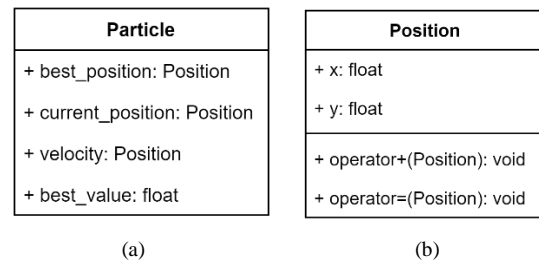 Particle
+ best_position: Position
+ current_position: Position
+ velocity: Position
+ best_value: float
(a)
Position
+ x: float
+ y: float
+ operator+(Position): void
+ operator=(Position): void
(b)